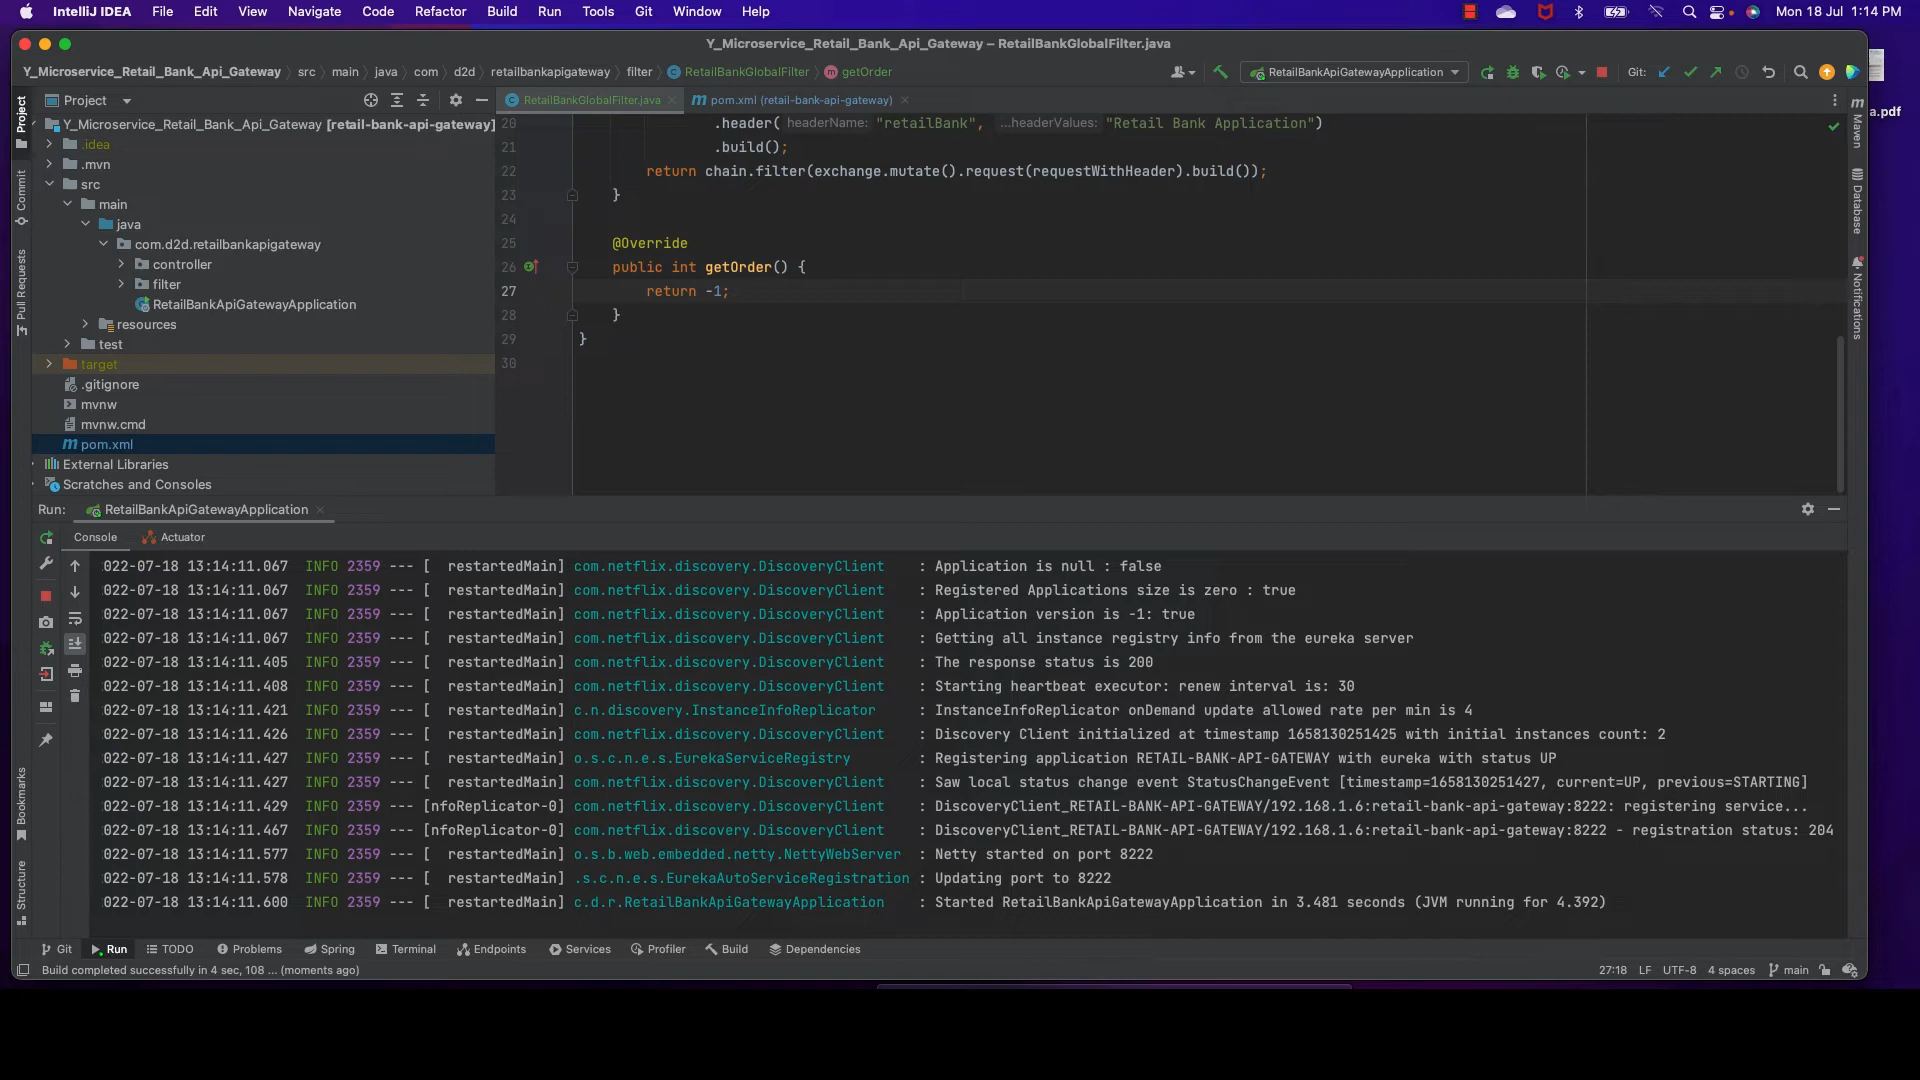 IntelliJ IDEA File Edit View Navigate Code Refactor Build Run Tools Git Window Help Mon 18 Jul 1:14 PM
Y_Microservice_Retail_Bank_Api_Gateway – RetailBankGlobalFilter.java
Y_Microservice_Retail_Bank_Api_Gateway src main java com d2d retailbankapigateway filter RetailBankGlobalFilter getOrder RetailBankApiGatewayApplication Git:
Project RetailBankGlobalFilter.java pom.xml (retail-bank-api-gateway)
a.pdf
Project
Commit
Pull Requests
Bookmarks
Structure
Maven
Database
Notifications
Y_Microservice_Retail_Bank_Api_Gateway [retail-bank-api-gateway]
.idea
.mvn
src
main
java
com.d2d.retailbankapigateway
controller
filter
RetailBankApiGatewayApplication
resources
test
target
.gitignore
mvnw
mvnw.cmd
pom.xml
External Libraries
Scratches and Consoles
20 .header( headerName: "retailBank", ...headerValues: "Retail Bank Application")
21 .build();
22 return chain.filter(exchange.mutate().request(requestWithHeader).build());
23 }
24
25 @Override
26 public int getOrder() {
27 return -1;
28 }
29 }
30
Run: RetailBankApiGatewayApplication
Console Actuator
022-07-18 13:14:11.067 INFO 2359 --- [ restartedMain] com.netflix.discovery.DiscoveryClient : Application is null : false
022-07-18 13:14:11.067 INFO 2359 --- [ restartedMain] com.netflix.discovery.DiscoveryClient : Registered Applications size is zero : true
022-07-18 13:14:11.067 INFO 2359 --- [ restartedMain] com.netflix.discovery.DiscoveryClient : Application version is -1: true
022-07-18 13:14:11.067 INFO 2359 --- [ restartedMain] com.netflix.discovery.DiscoveryClient : Getting all instance registry info from the eureka server
022-07-18 13:14:11.405 INFO 2359 --- [ restartedMain] com.netflix.discovery.DiscoveryClient : The response status is 200
022-07-18 13:14:11.408 INFO 2359 --- [ restartedMain] com.netflix.discovery.DiscoveryClient : Starting heartbeat executor: renew interval is: 30
022-07-18 13:14:11.421 INFO 2359 --- [ restartedMain] c.n.discovery.InstanceInfoReplicator : InstanceInfoReplicator onDemand update allowed rate per min is 4
022-07-18 13:14:11.426 INFO 2359 --- [ restartedMain] com.netflix.discovery.DiscoveryClient : Discovery Client initialized at timestamp 1658130251425 with initial instances count: 2
022-07-18 13:14:11.427 INFO 2359 --- [ restartedMain] o.s.c.n.e.s.EurekaServiceRegistry : Registering application RETAIL-BANK-API-GATEWAY with eureka with status UP
022-07-18 13:14:11.427 INFO 2359 --- [ restartedMain] com.netflix.discovery.DiscoveryClient : Saw local status change event StatusChangeEvent [timestamp=1658130251427, current=UP, previous=STARTING]
022-07-18 13:14:11.429 INFO 2359 --- [nfoReplicator-0] com.netflix.discovery.DiscoveryClient : DiscoveryClient_RETAIL-BANK-API-GATEWAY/192.168.1.6:retail-bank-api-gateway:8222: registering service...
022-07-18 13:14:11.467 INFO 2359 --- [nfoReplicator-0] com.netflix.discovery.DiscoveryClient : DiscoveryClient_RETAIL-BANK-API-GATEWAY/192.168.1.6:retail-bank-api-gateway:8222 - registration status: 204
022-07-18 13:14:11.577 INFO 2359 --- [ restartedMain] o.s.b.web.embedded.netty.NettyWebServer : Netty started on port 8222
022-07-18 13:14:11.578 INFO 2359 --- [ restartedMain] .s.c.n.e.s.EurekaAutoServiceRegistration : Updating port to 8222
022-07-18 13:14:11.600 INFO 2359 --- [ restartedMain] c.d.r.RetailBankApiGatewayApplication : Started RetailBankApiGatewayApplication in 3.481 seconds (JVM running for 4.392)
Git Run TODO Problems Spring Terminal Endpoints Services Profiler Build Dependencies
Build completed successfully in 4 sec, 108 ... (moments ago) 27:18 LF UTF-8 4 spaces main